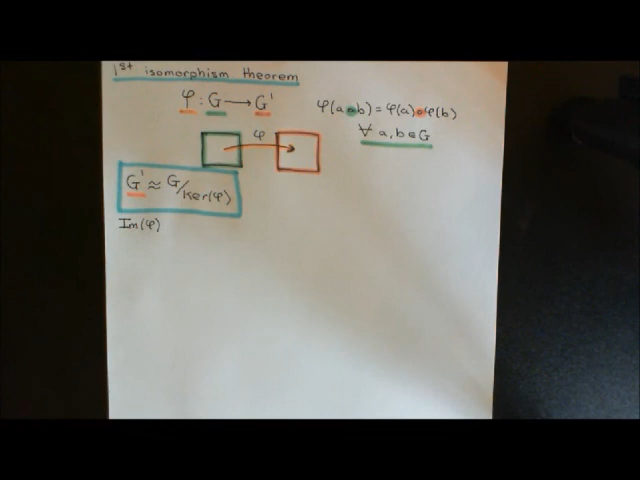 1st isomorphism theorem
φ : G → G'
φ(a∘b) = φ(a)∘φ(b)
∀ a, b ∈ G
φ
G' ≈ G/Ker(φ)
Im(φ)